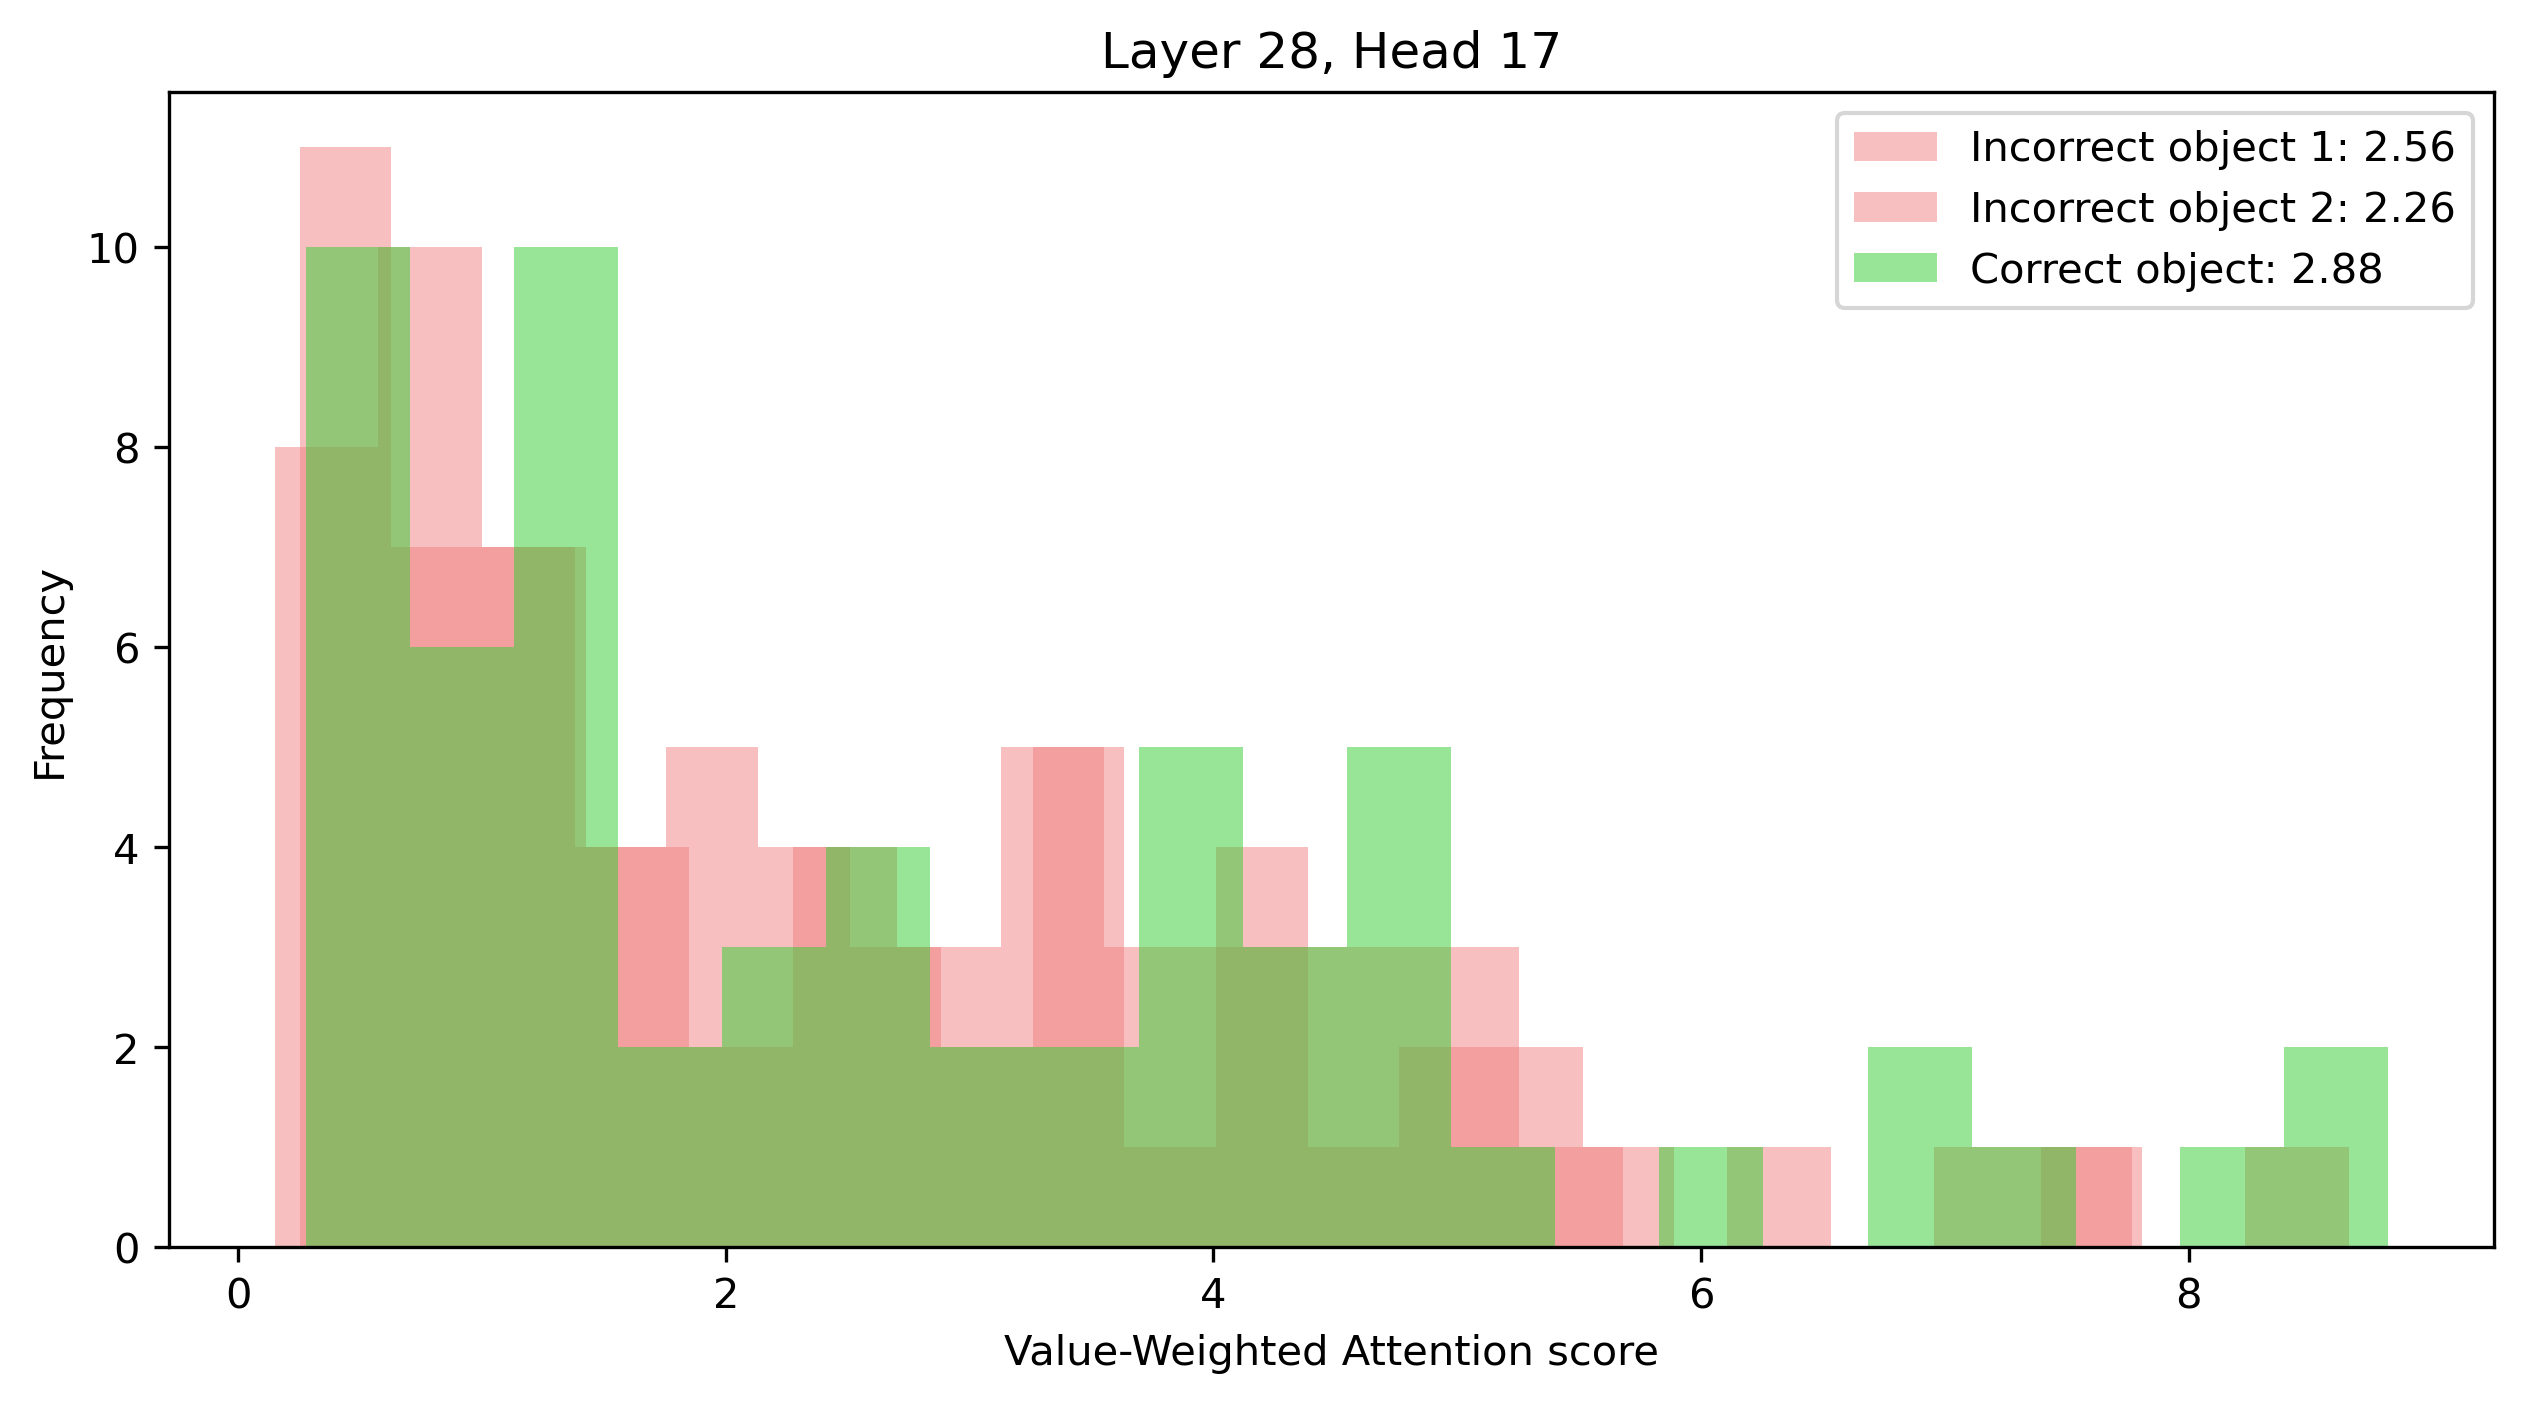 Layer 28, Head 17
Incorrect object 1: 2.56
Incorrect object 2: 2.26
Correct object: 2.88
Frequency
10
8
6
4
2
0
0 2 4 6 8
Value-Weighted Attention score